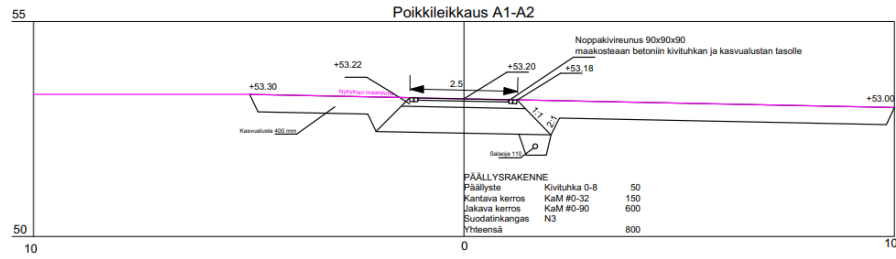 Poikkileikkaus A1-A2
55
Noppakivireunus 90x90x90
maakosteaan betoniin kivituhkan ja kasvualustan tasolle
+53.22
+53.20
+53.18
2.5
+53.30
Nykyinen maanpinta
+53.00
Kasvualusta 400 mm
1:1
2:1
Salaoja 110
PÄÄLLYSRAKENNE
Päällyste Kivituhka 0-8 50
Kantava kerros KaM #0-32 150
Jakava kerros KaM #0-90 600
Suodatinkangas N3
Yhteensä 800
50
10
0
10